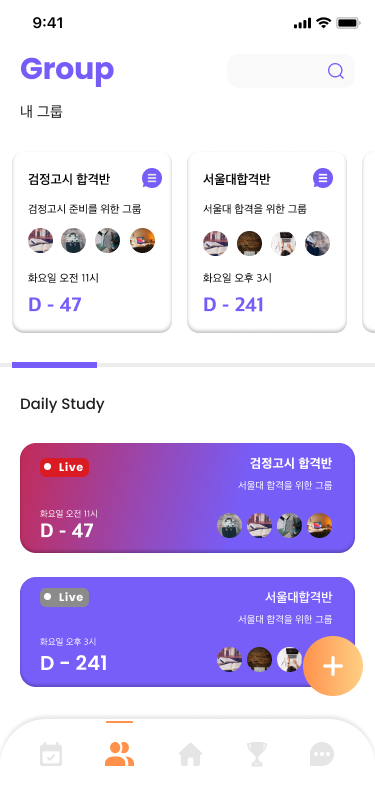 9:41
Group
내 그룹
검정고시 합격반
검정고시 준비를 위한 그룹
화요일 오전 11시
D - 47
서울대합격반
서울대 합격을 위한 그룹
화요일 오후 3시
D - 241
Daily Study
Live
검정고시 합격반
서울대 합격을 위한 그룹
화요일 오전 11시
D - 47
Live
서울대합격반
서울대 합격을 위한 그룹
화요일 오후 3시
D - 241